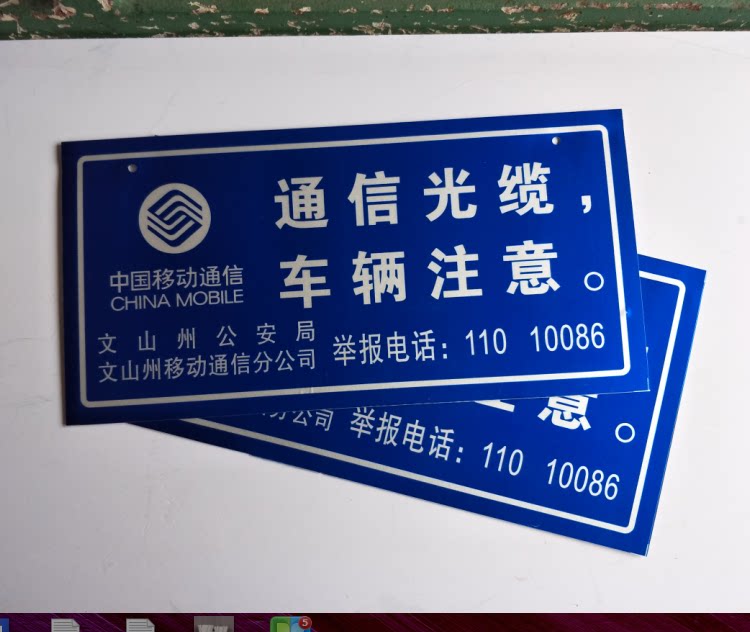 中国移动通信
CHINA MOBILE
通信光缆，
车辆注意。
文山州公安局
文山州移动通信分公司
举报电话：110 10086
意。
分公司 举报电话：110 10086
5